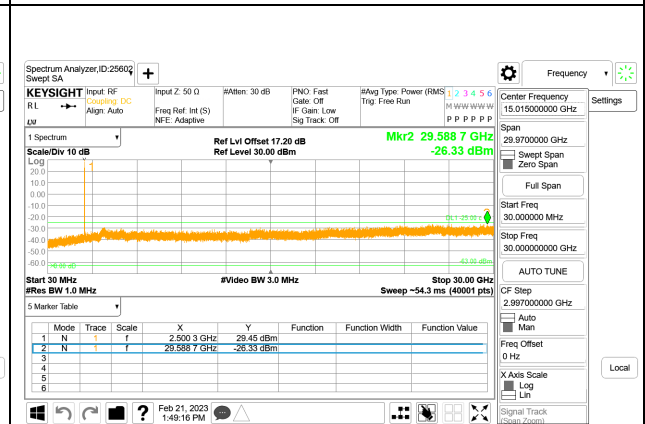 Spectrum Analyzer,ID:25602
Swept SA
Frequency
KEYSIGHT
RL
Input: RF
Coupling: DC
Align: Auto
Input Z: 50 Ω
Freq Ref: Int (S)
NFE: Adaptive
#Atten: 30 dB
PNO: Fast
Gate: Off
IF Gain: Low
Sig Track: Off
#Avg Type: Power (RMS
Trig: Free Run
1 2 3 4 5 6
M W W W W W
P P P P P P
1 Spectrum
Scale/Div 10 dB
Log
Ref Lvl Offset 17.20 dB
Ref Level 30.00 dBm
Mkr2 29.588 7 GHz
-26.33 dBm
20.0
10.0
0.00
-10.0
-20.0
-30.0
-40.0
-50.0
-60.0
Start 30 MHz
#Res BW 1.0 MHz
#Video BW 3.0 MHz
Stop 30.00 GHz
Sweep ~54.3 ms (40001 pts)
5 Marker Table
Mode Trace Scale X Y Function Function Width Function Value
1 N 1 f 2.500 3 GHz 29.45 dBm
2 N 1 f 29.588 7 GHz -26.33 dBm
3
4
5
6
?
Feb 21, 2023
1:49:16 PM
Center Frequency
15.015000000 GHz
Settings
Span
29.9700000 GHz
Swept Span
Zero Span
Full Span
Start Freq
30.000000 MHz
Stop Freq
30.000000000 GHz
AUTO TUNE
CF Step
2.997000000 GHz
Auto
Man
Freq Offset
0 Hz
X Axis Scale
Log
Lin
Local
Signal Track
(Span Zoom)